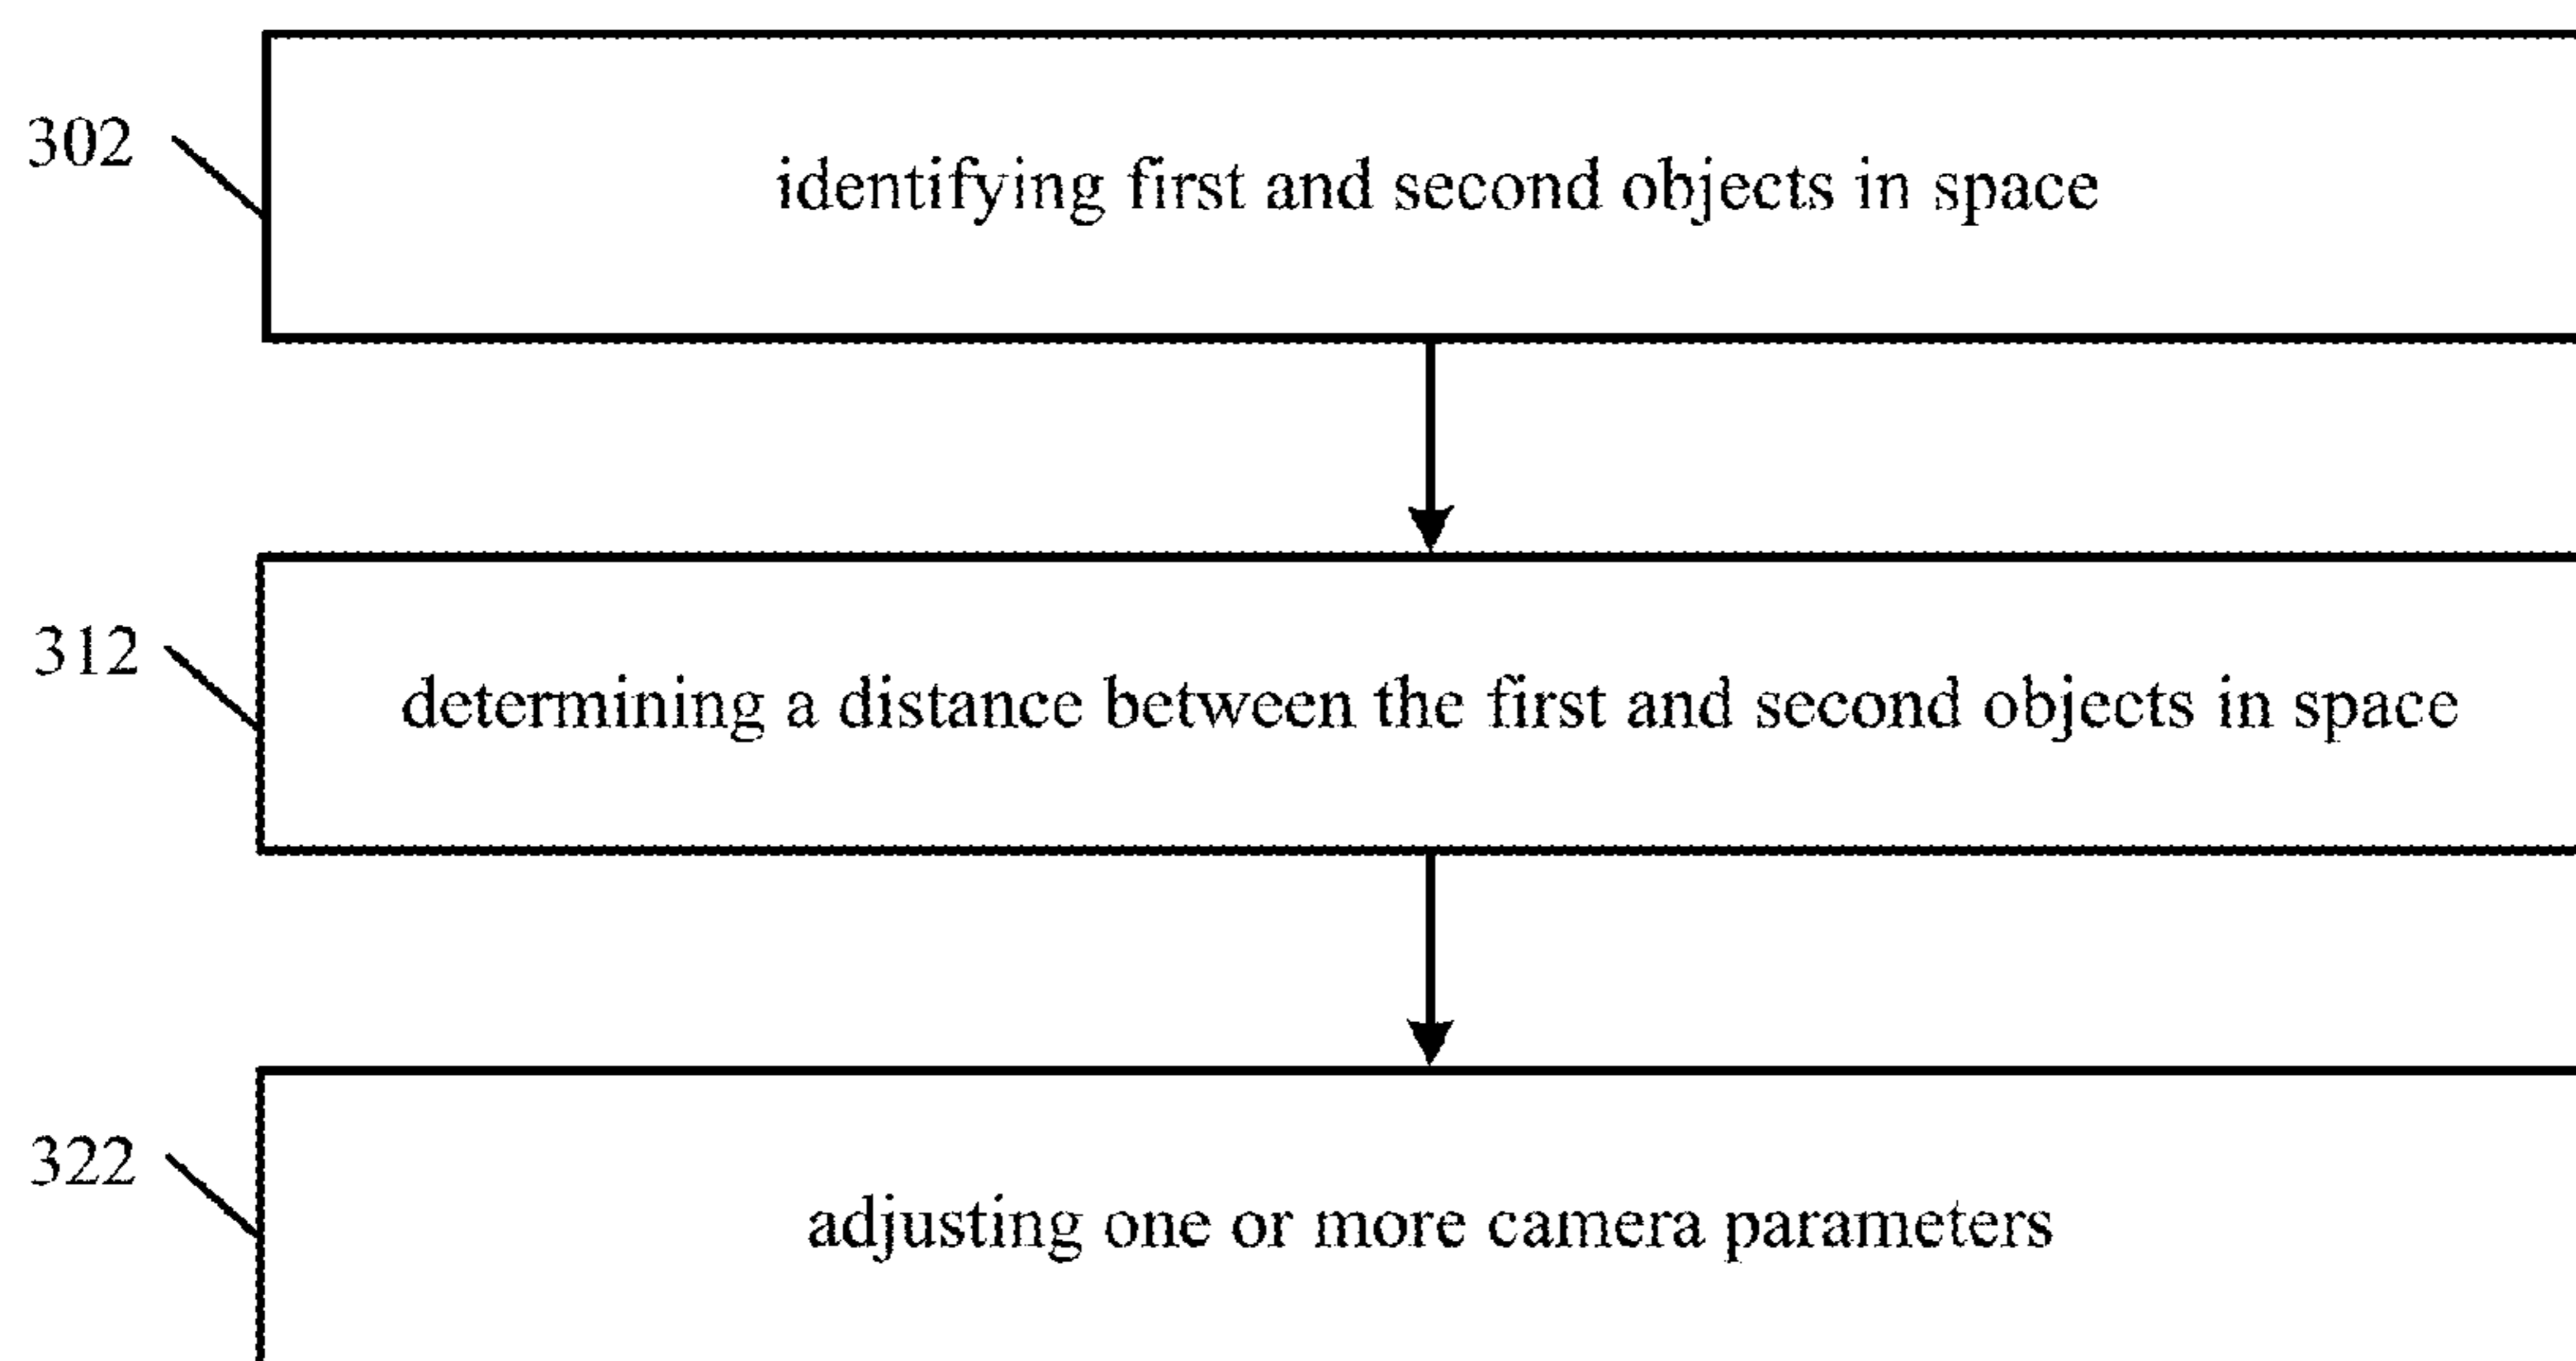 302
identifying first and second objects in space
312
determining a distance between the first and second objects in space
322
adjusting one or more camera parameters